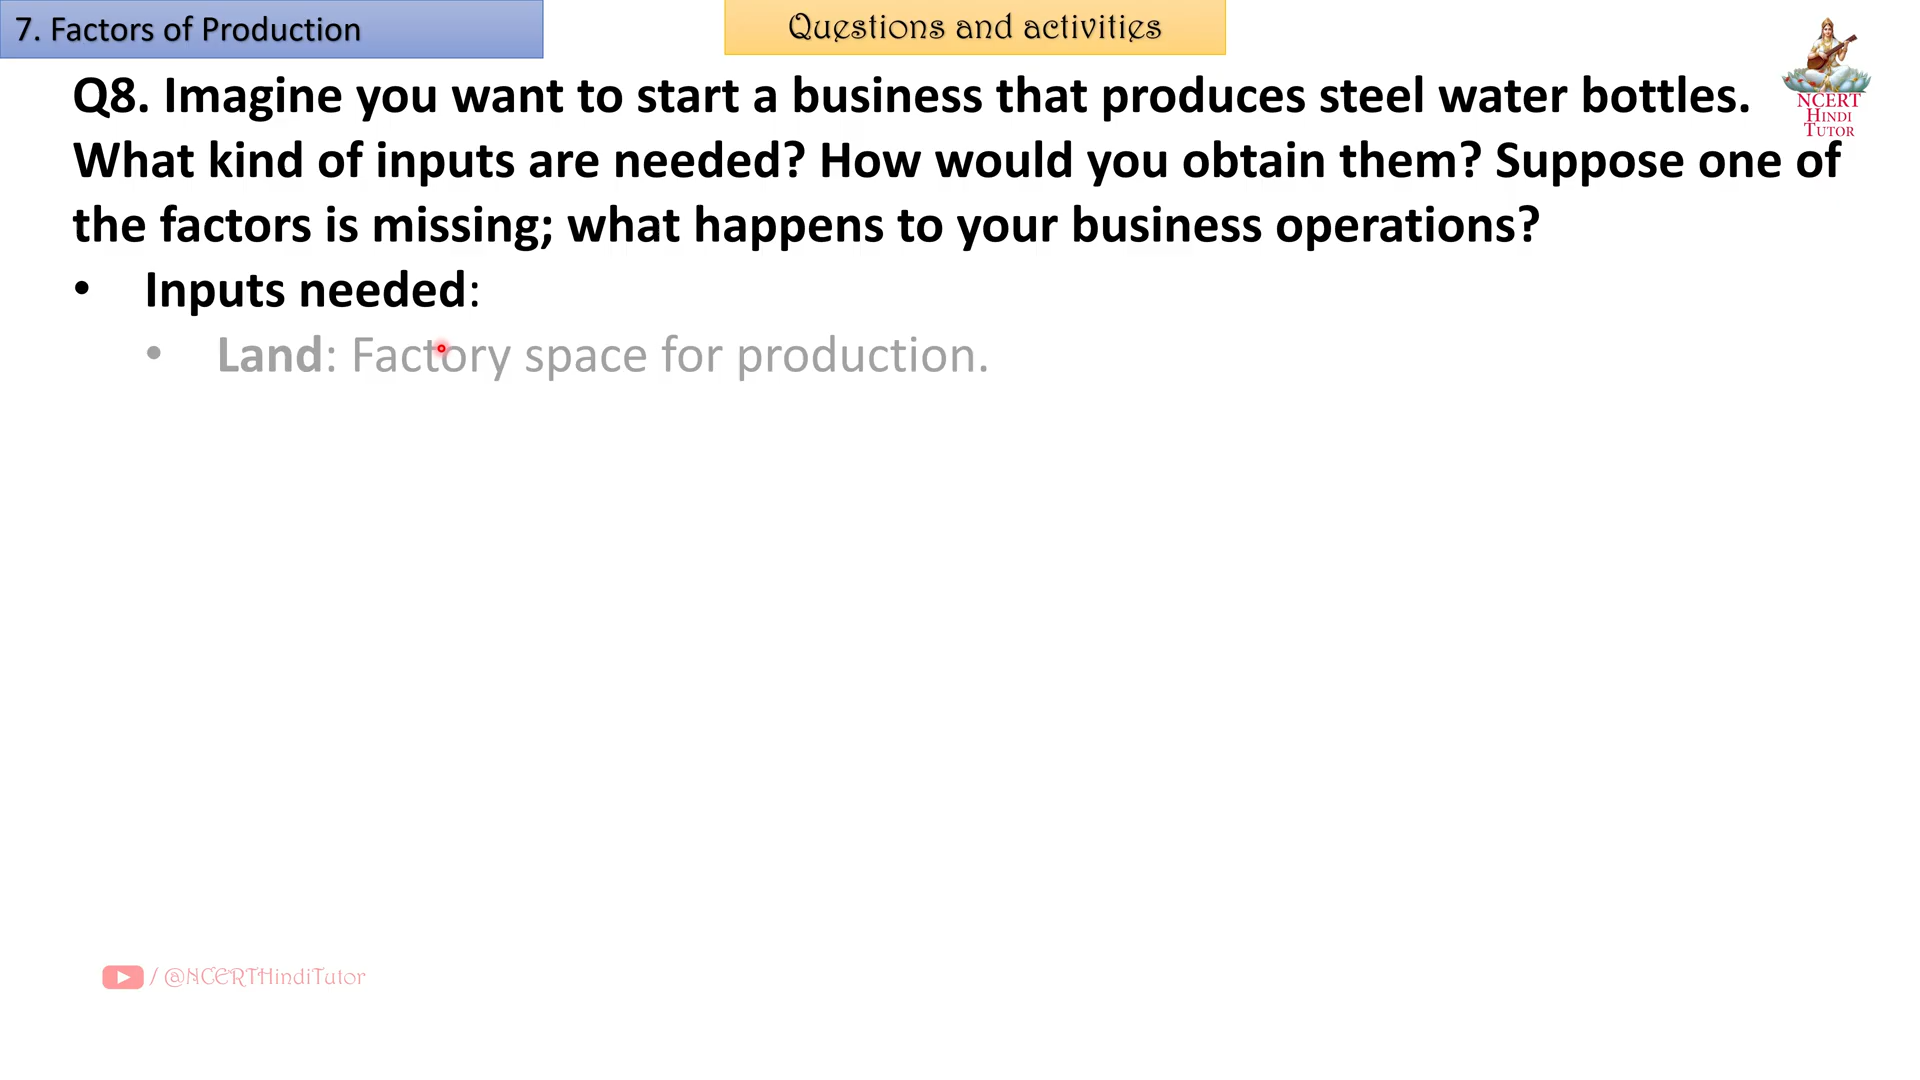 7. Factors of Production
Questions and activities
NCERT
HINDI
TUTOR
Q8. Imagine you want to start a business that produces steel water bottles.
What kind of inputs are needed? How would you obtain them? Suppose one of
the factors is missing; what happens to your business operations?
• Inputs needed:
• Land: Factory space for production.
/ @NCERTHindiTutor